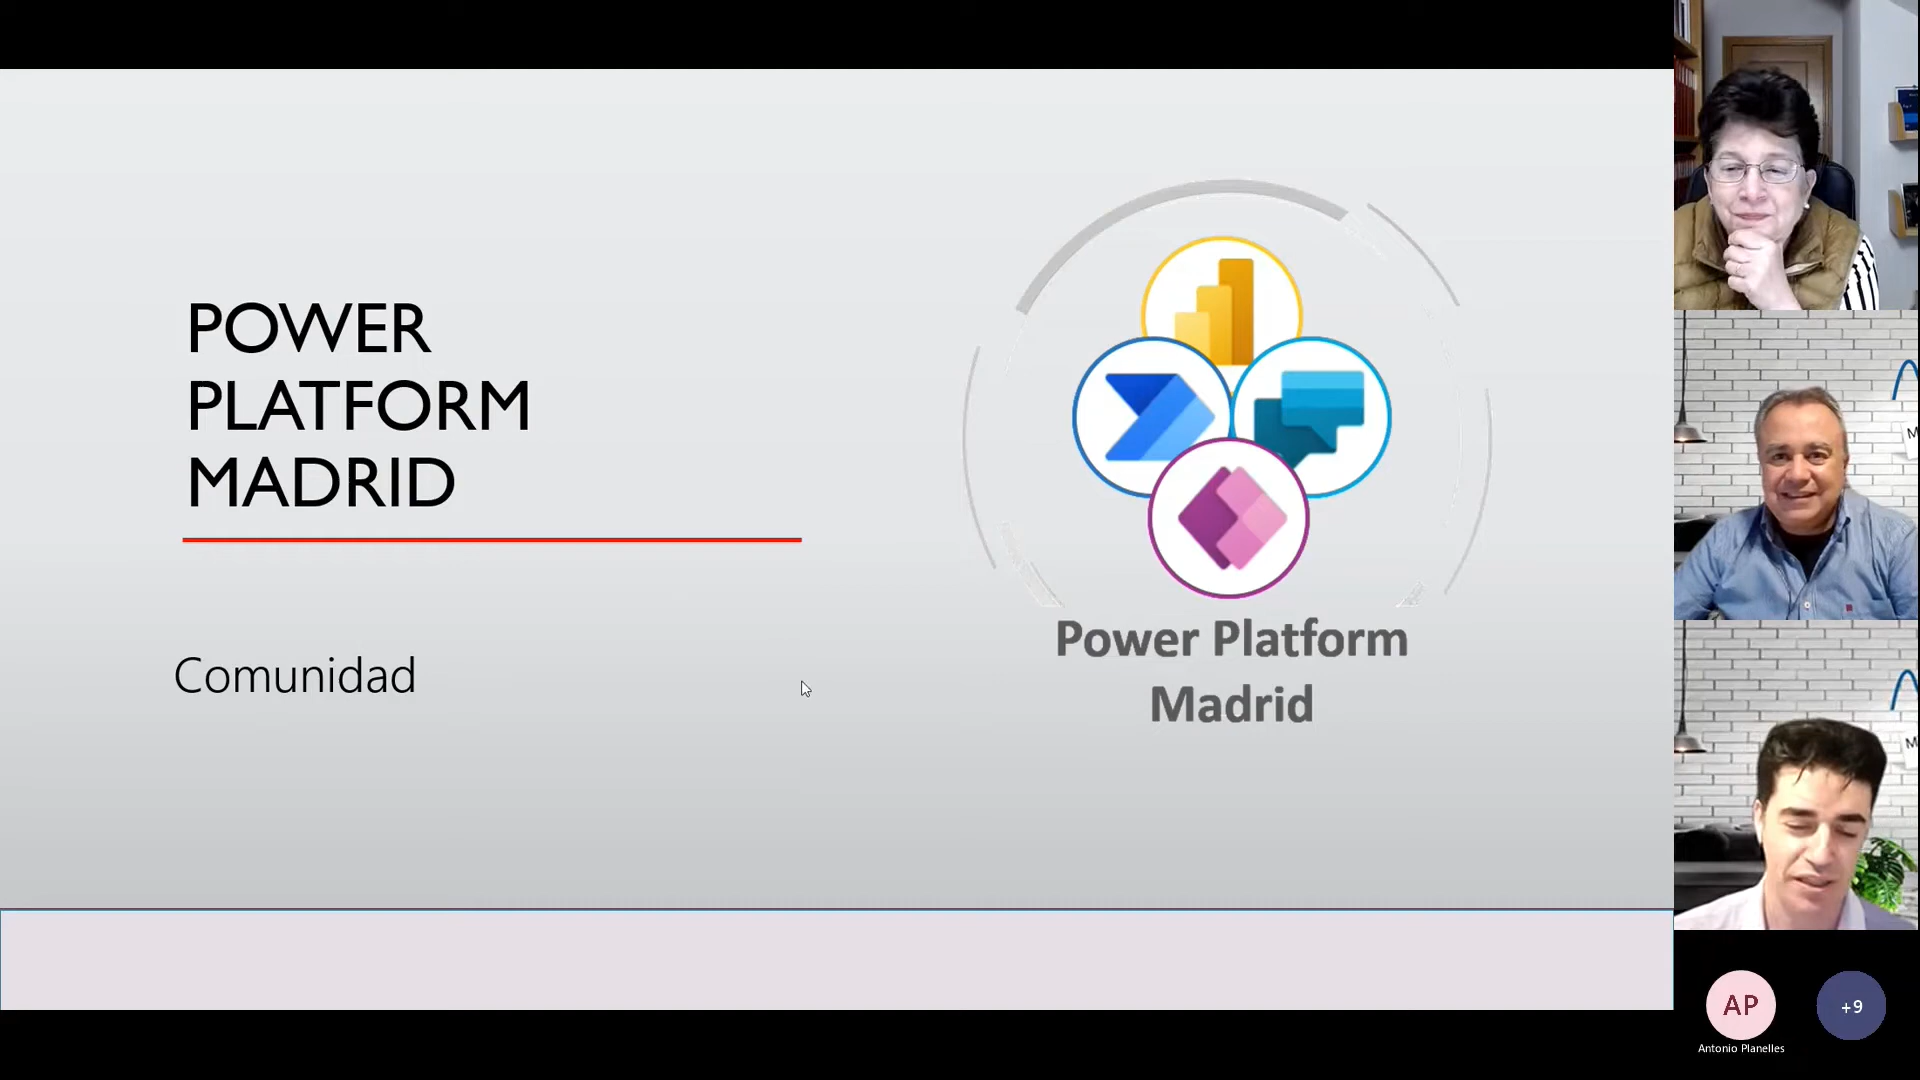 POWER
PLATFORM
MADRID
Comunidad
Power Platform
Madrid
M
M
AP
+9
Antonio Planelles